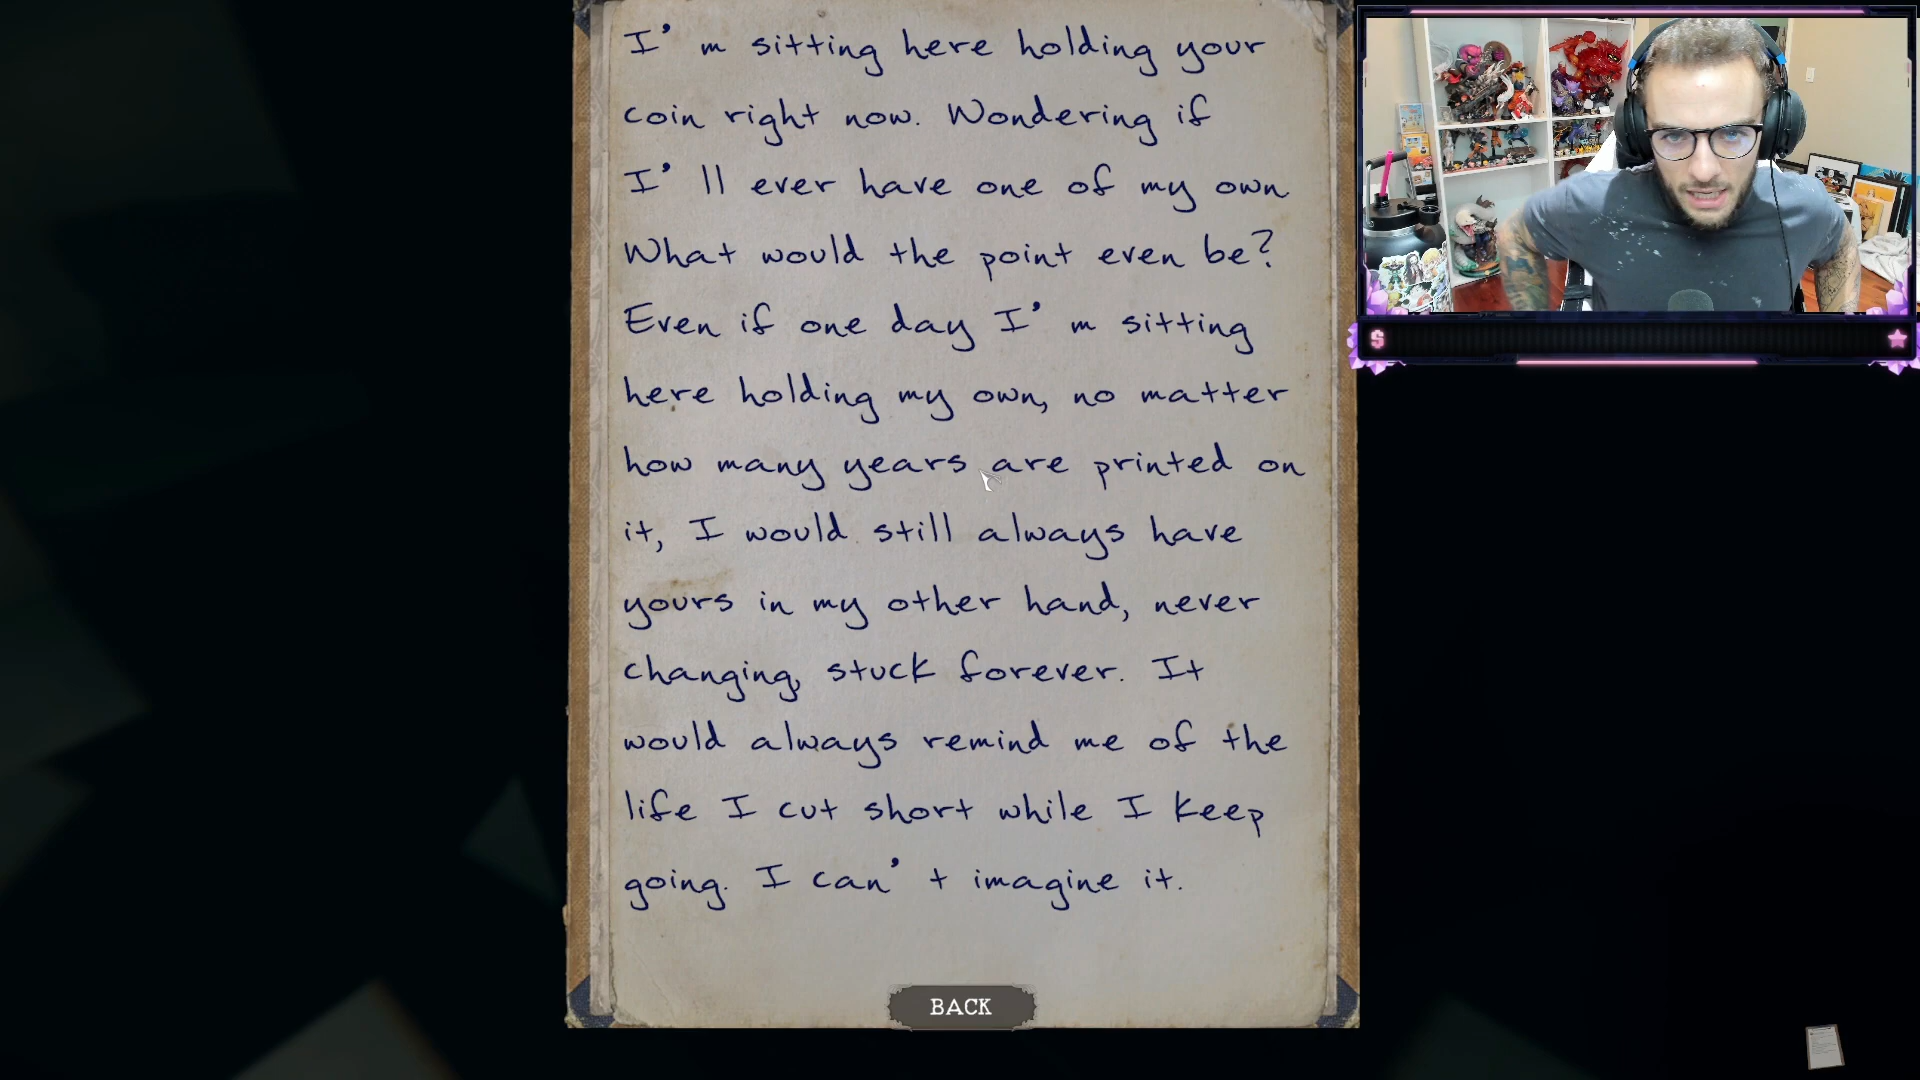 I' m sitting here holding your
coin right now. Wondering if
I' ll ever have one of my own
What would the point even be?
Even if one day I' m sitting
here holding my own, no matter
how many years are printed on
it, I would still always have
yours in my other hand, never
changing, stuck forever. It
would always remind me of the
life I cut short while I keep
going. I can' t imagine it.
BACK